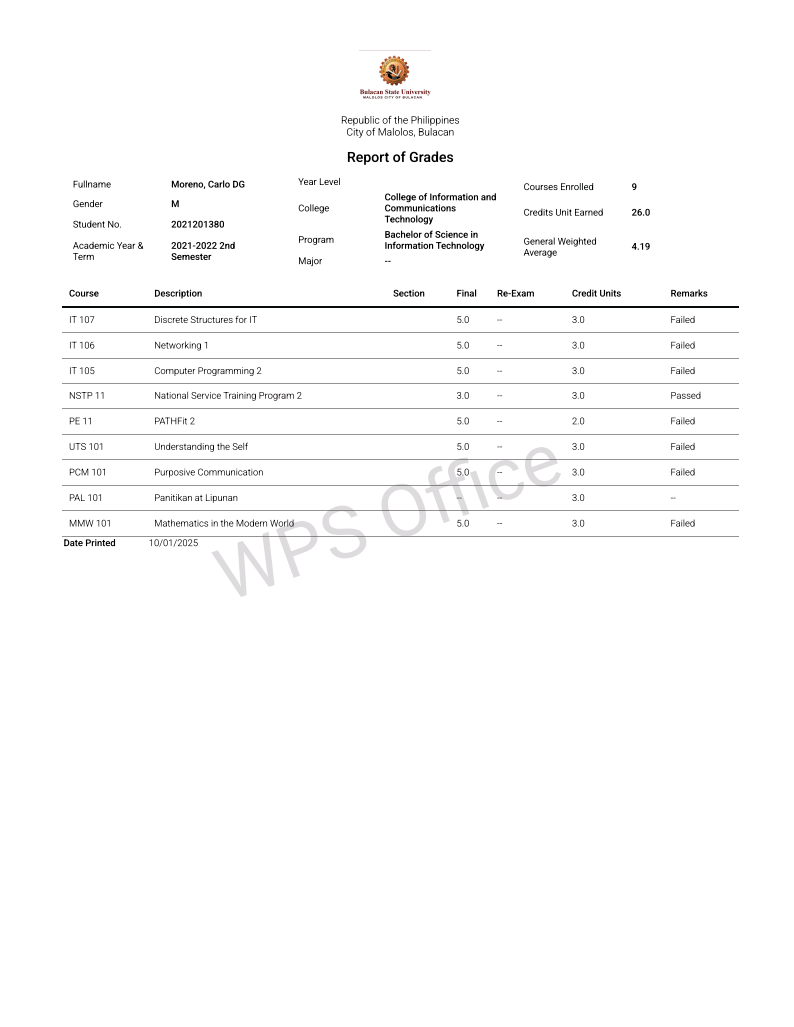 Bulacan State University
MALOLOS CITY OF BULACAN
Republic of the Philippines
City of Malolos, Bulacan
Report of Grades
Fullname Moreno, Carlo DG
Gender M
Student No. 2021201380
Academic Year & Term 2021-2022 2nd Semester
Year Level
College College of Information and Communications Technology
Program Bachelor of Science in Information Technology
Major --
Courses Enrolled 9
Credits Unit Earned 26.0
General Weighted Average 4.19
Course Description Section Final Re-Exam Credit Units Remarks
IT 107 Discrete Structures for IT 5.0 -- 3.0 Failed
IT 106 Networking 1 5.0 -- 3.0 Failed
IT 105 Computer Programming 2 5.0 -- 3.0 Failed
NSTP 11 National Service Training Program 2 3.0 -- 3.0 Passed
PE 11 PATHFit 2 5.0 -- 2.0 Failed
UTS 101 Understanding the Self 5.0 -- 3.0 Failed
PCM 101 Purposive Communication 5.0 -- 3.0 Failed
PAL 101 Panitikan at Lipunan -- -- 3.0 --
MMW 101 Mathematics in the Modern World 5.0 -- 3.0 Failed
Date Printed 10/01/2025
WPS Office